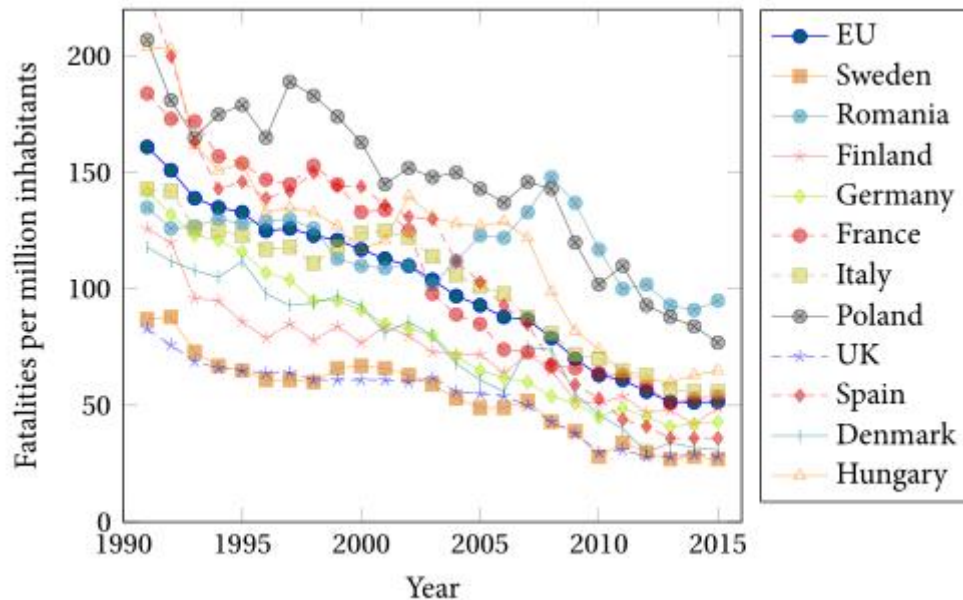 200
150
100
50
0
Fatalities per million inhabitants
1990
1995
2000
2005
2010
2015
Year
EU
Sweden
Romania
Finland
Germany
France
Italy
Poland
UK
Spain
Denmark
Hungary